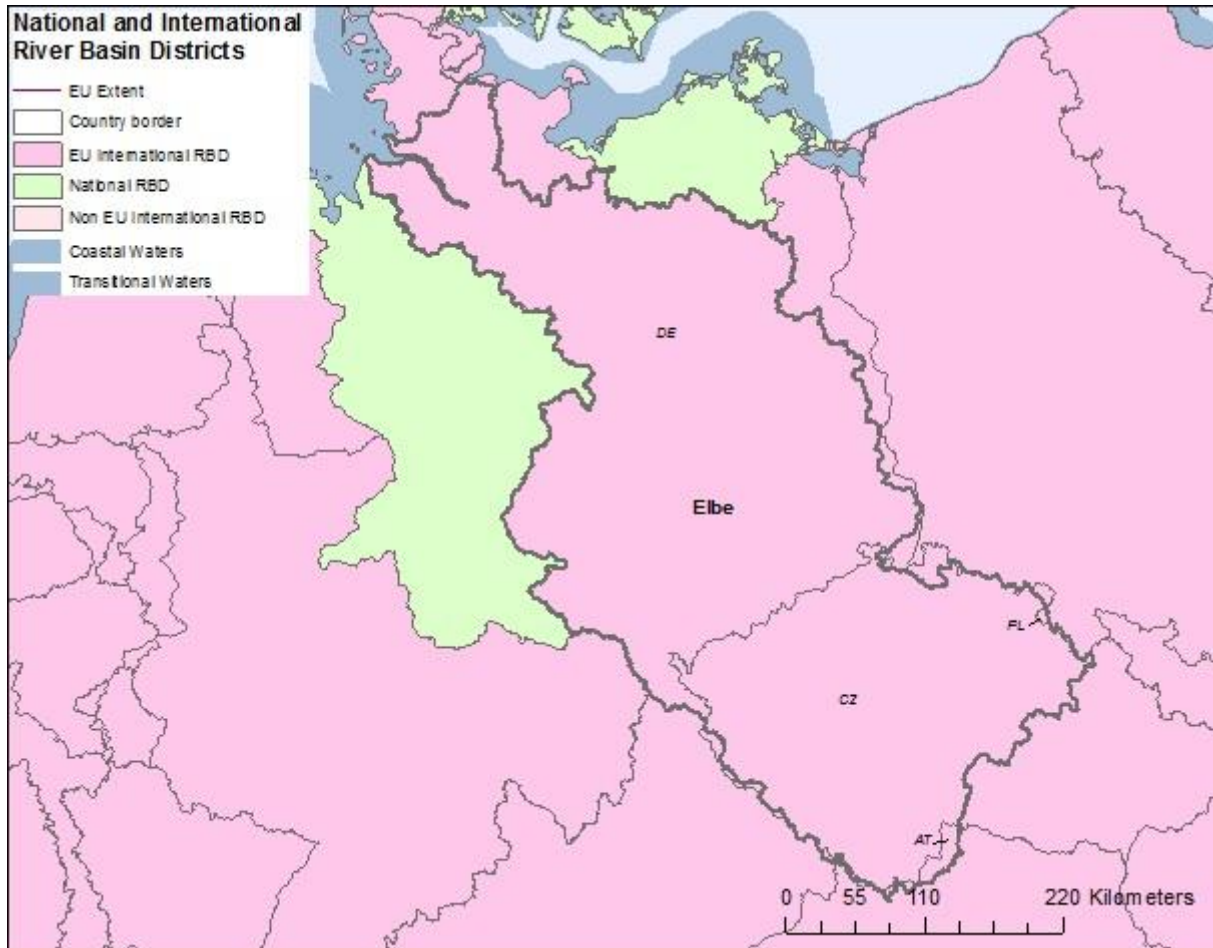 National and International
River Basin Districts
EU Extent
Country border
EU International RBD
National RBD
Non EU International RBD
Coastal Waters
Transitional Waters
DE
Elbe
PL
CZ
AT
0 55 110 220 Kilometers